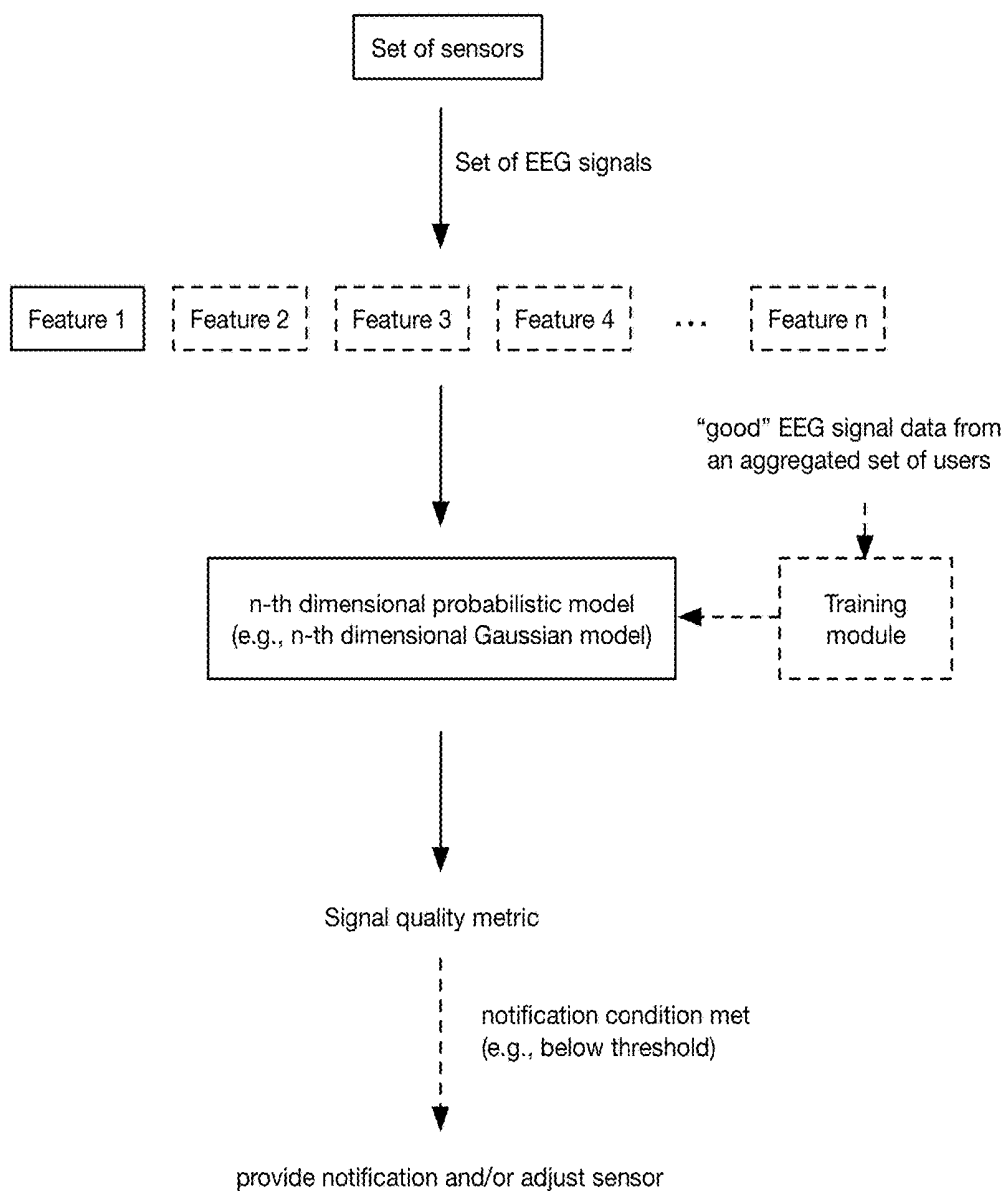 Set of sensors
Set of EEG signals
Feature 1
Feature 2
Feature 3
Feature 4
...
Feature n
“good” EEG signal data from
an aggregated set of users
n-th dimensional probabilistic model
(e.g., n-th dimensional Gaussian model)
Training
module
Signal quality metric
notification condition met
(e.g., below threshold)
provide notification and/or adjust sensor